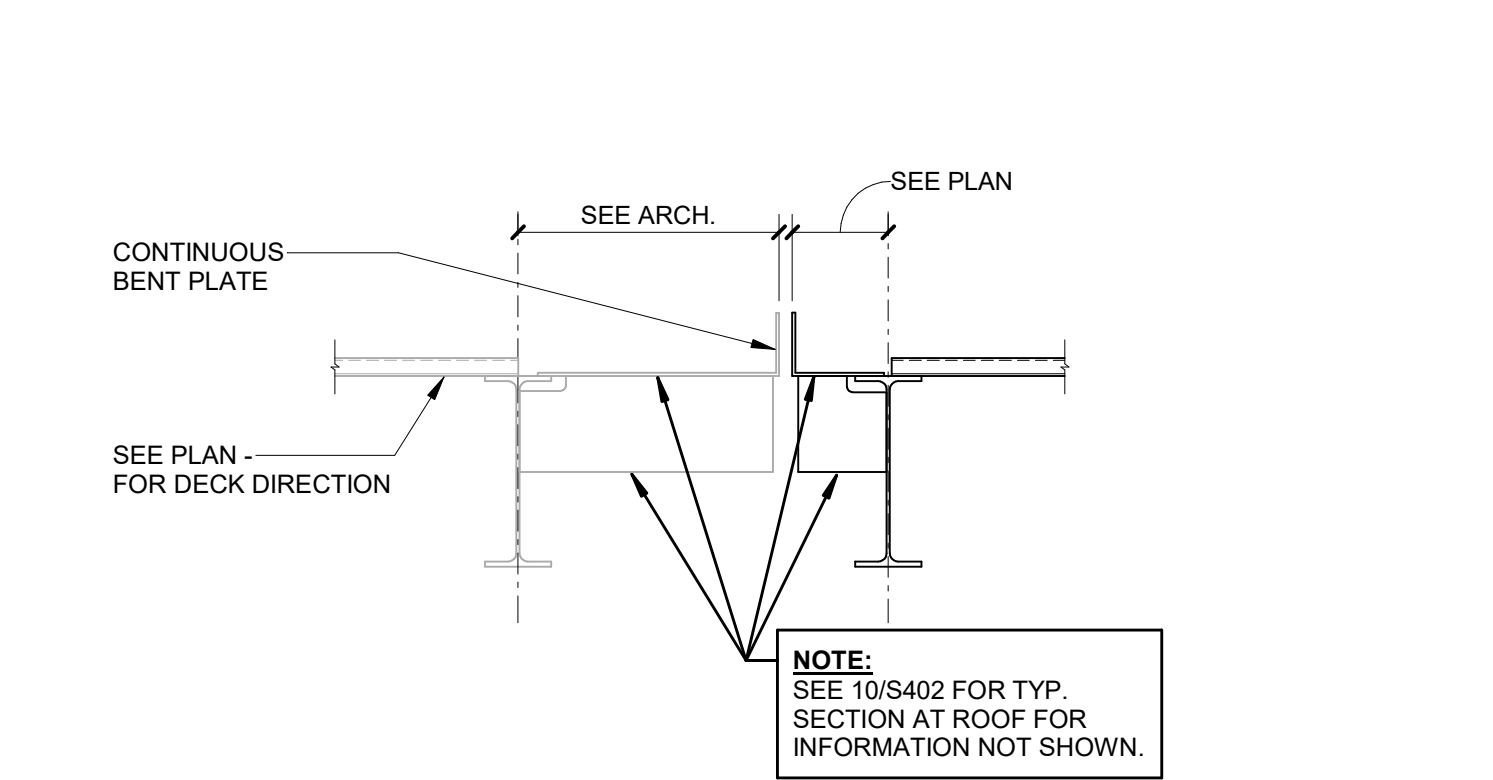 SEE PLAN
SEE ARCH.
CONTINUOUS
BENT PLATE
SEE PLAN -
FOR DECK DIRECTION
NOTE:
SEE 10/S402 FOR TYP.
SECTION AT ROOF FOR
INFORMATION NOT SHOWN.